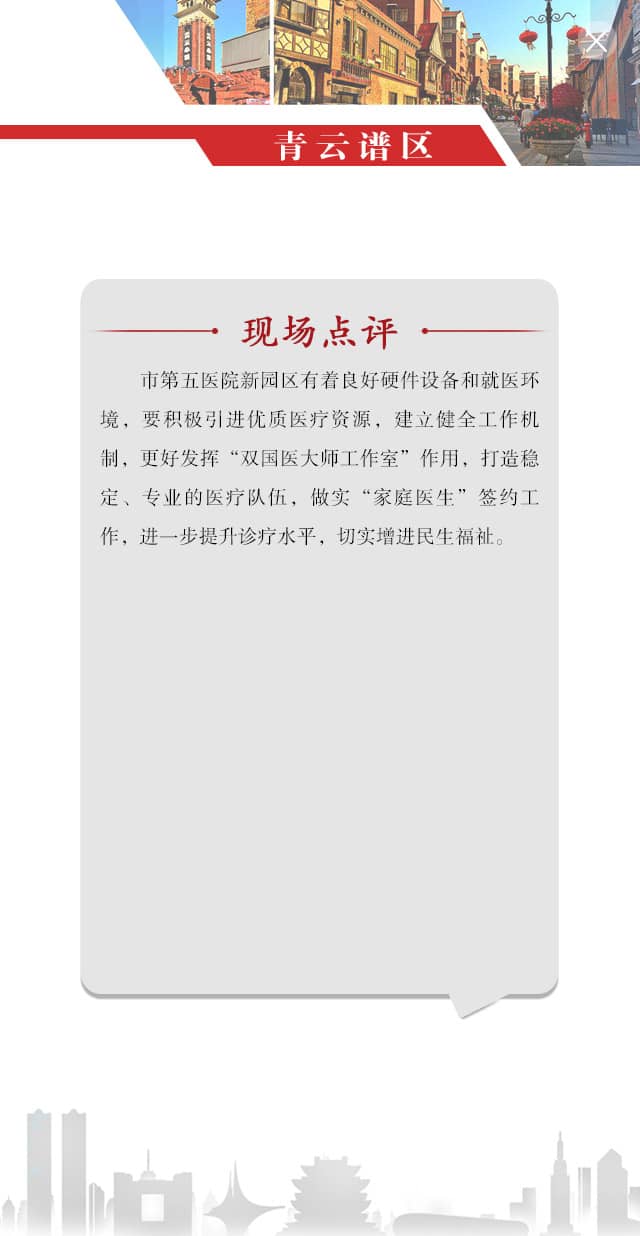 青云谱区
现场点评
市第五医院新园区有着良好硬件设备和就医环
境，要积极引进优质医疗资源，建立健全工作机
制，更好发挥“双国医大师工作室”作用，打造稳
定、专业的医疗队伍，做实“家庭医生”签约工
作，进一步提升诊疗水平，切实增进民生福祉。